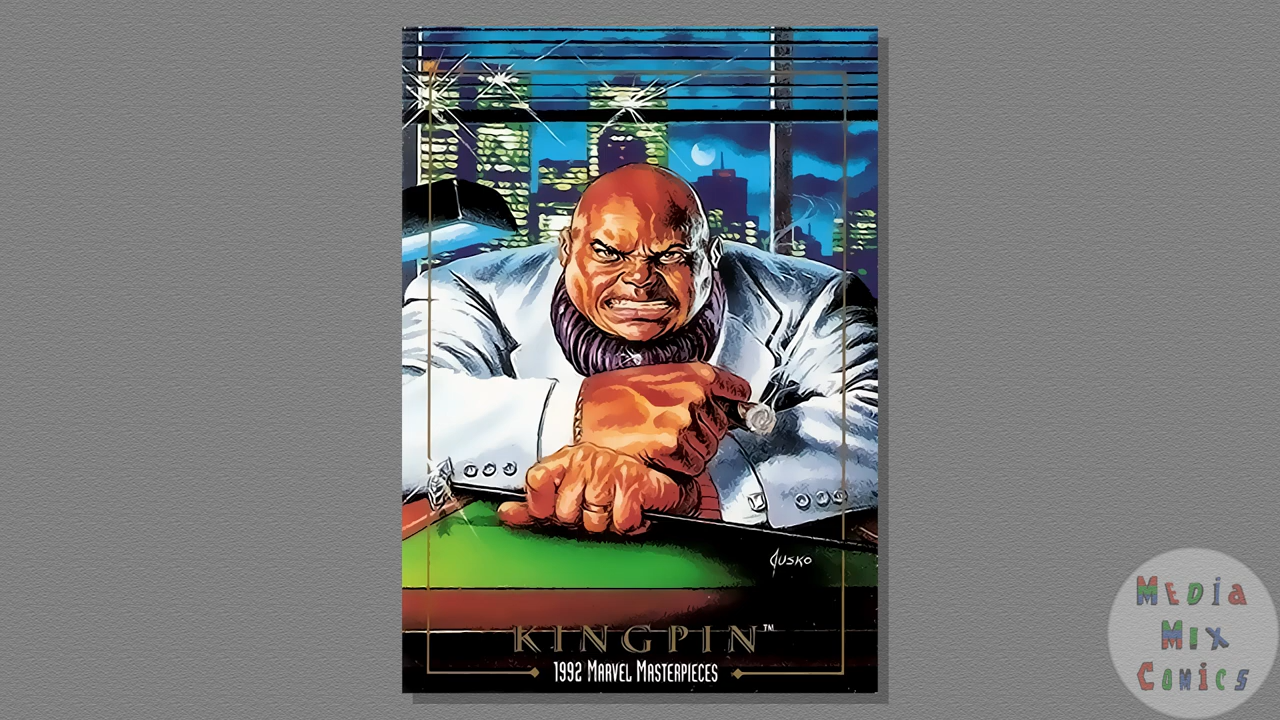 JUSKO
KINGPIN™
1992 MARVEL MASTERPIECES
MEDIA
MIX
COMICS